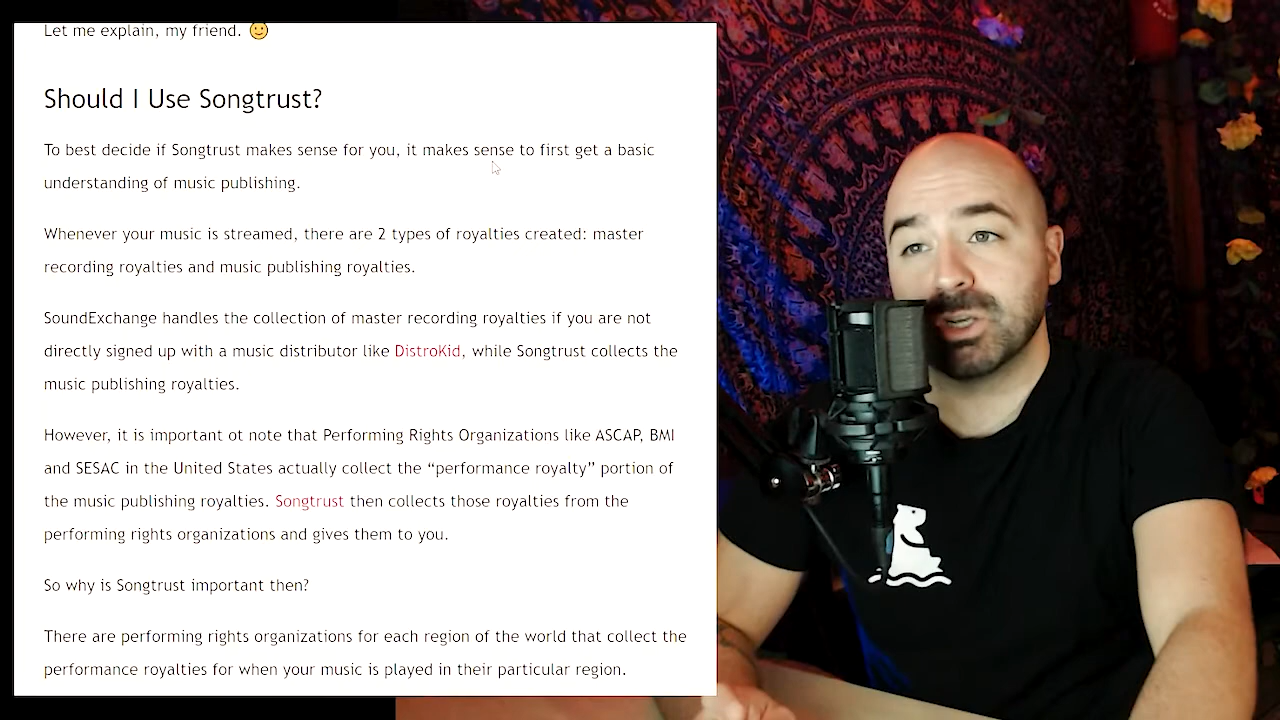 Let me explain, my friend. 🙂
Should I Use Songtrust?
To best decide if Songtrust makes sense for you, it makes sense to first get a basic
understanding of music publishing.
Whenever your music is streamed, there are 2 types of royalties created: master
recording royalties and music publishing royalties.
SoundExchange handles the collection of master recording royalties if you are not
directly signed up with a music distributor like DistroKid, while Songtrust collects the
music publishing royalties.
However, it is important ot note that Performing Rights Organizations like ASCAP, BMI
and SESAC in the United States actually collect the “performance royalty” portion of
the music publishing royalties. Songtrust then collects those royalties from the
performing rights organizations and gives them to you.
So why is Songtrust important then?
There are performing rights organizations for each region of the world that collect the
performance royalties for when your music is played in their particular region.